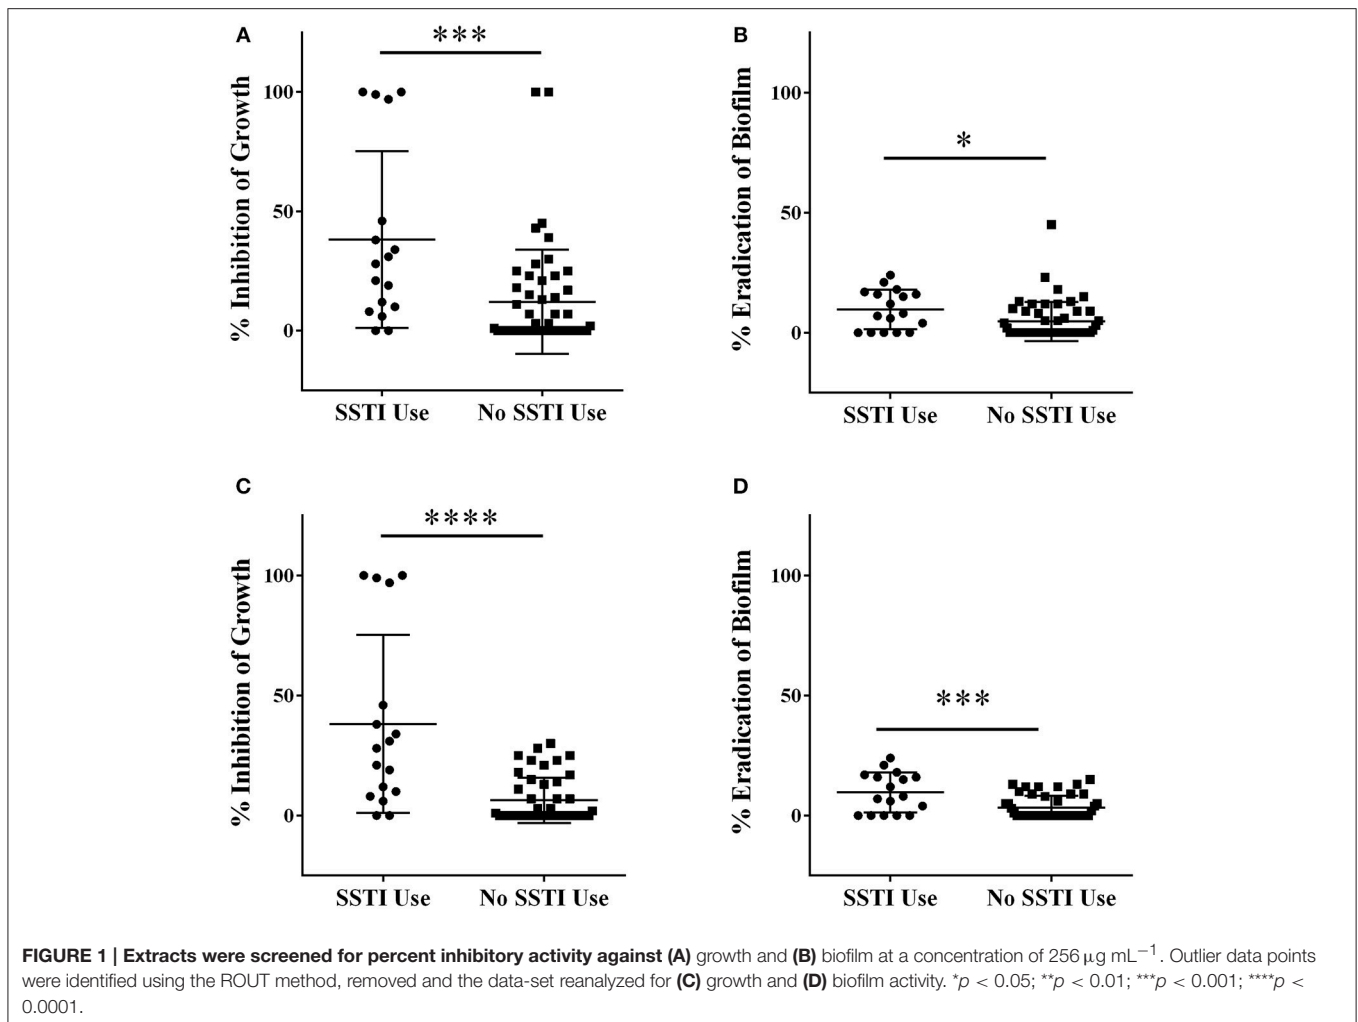 A
***
% Inhibition of Growth
100
50
0
SSTI Use
No SSTI Use
B
*
% Eradication of Biofilm
100
50
0
SSTI Use
No SSTI Use
C
****
% Inhibition of Growth
100
50
0
SSTI Use
No SSTI Use
D
***
% Eradication of Biofilm
100
50
0
SSTI Use
No SSTI Use
FIGURE 1 | Extracts were screened for percent inhibitory activity against (A) growth and (B) biofilm at a concentration of 256 μg mL−1. Outlier data points
were identified using the ROUT method, removed and the data-set reanalyzed for (C) growth and (D) biofilm activity. *p < 0.05; **p < 0.01; ***p < 0.001; ****p <
0.0001.